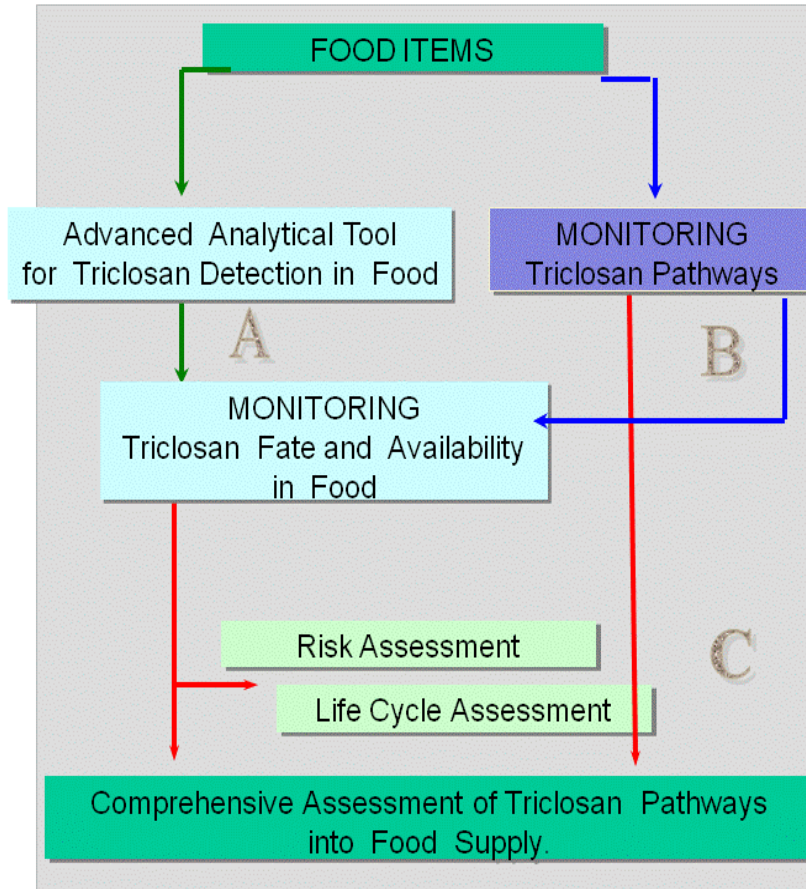 FOOD ITEMS
Advanced Analytical Tool
for Triclosan Detection in Food
MONITORING
Triclosan Pathways
A
B
MONITORING
Triclosan Fate and Availability
in Food
Risk Assessment
C
Life Cycle Assessment
Comprehensive Assessment of Triclosan Pathways
into Food Supply.